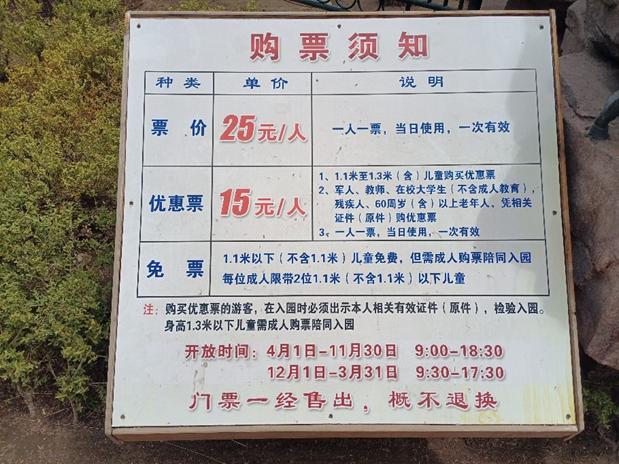 购票须知
种类 单价 说明
票价 25元/人 一人一票，当日使用，一次有效
优惠票 15元/人
1、1.1米至1.3米（含）儿童购买优惠票
2、军人、教师、在校大学生（不含成人教育），
残疾人、60周岁（含）以上老年人，凭相关
证件（原件）购优惠票
3、一人一票，当日使用，一次有效
免票
1.1米以下（不含1.1米）儿童免费，但需成人购票陪同入园
每位成人限带2位1.1米（不含1.1米）以下儿童
注：购买优惠票的游客，在入园时必须出示本人相关有效证件（原件），检验入园。
身高1.3米以下儿童需成人购票陪同入园
开放时间：4月1日-11月30日 9:00-18:30
12月1日-3月31日 9:30-17:30
门票一经售出，概不退换